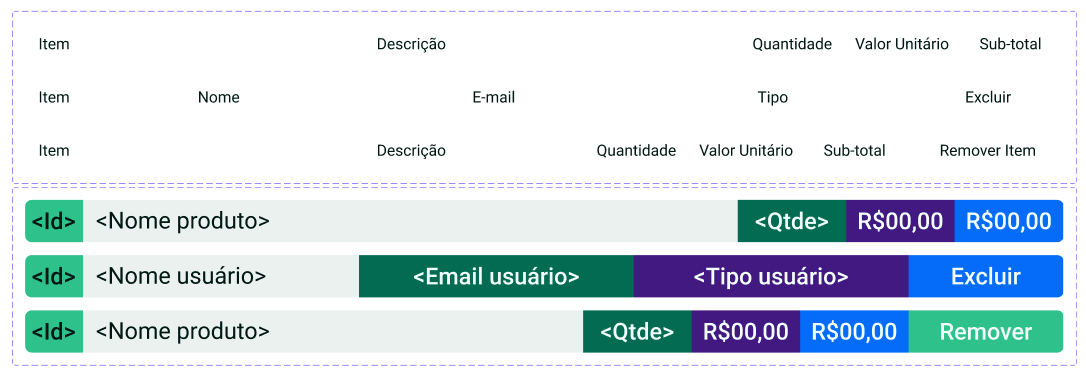 Item Descrição Quantidade Valor Unitário Sub-total
Item Nome E-mail Tipo Excluir
Item Descrição Quantidade Valor Unitário Sub-total Remover Item
<Id> <Nome produto> <Qtde> R$00,00 R$00,00
<Id> <Nome usuário> <Email usuário> <Tipo usuário> Excluir
<Id> <Nome produto> <Qtde> R$00,00 R$00,00 Remover